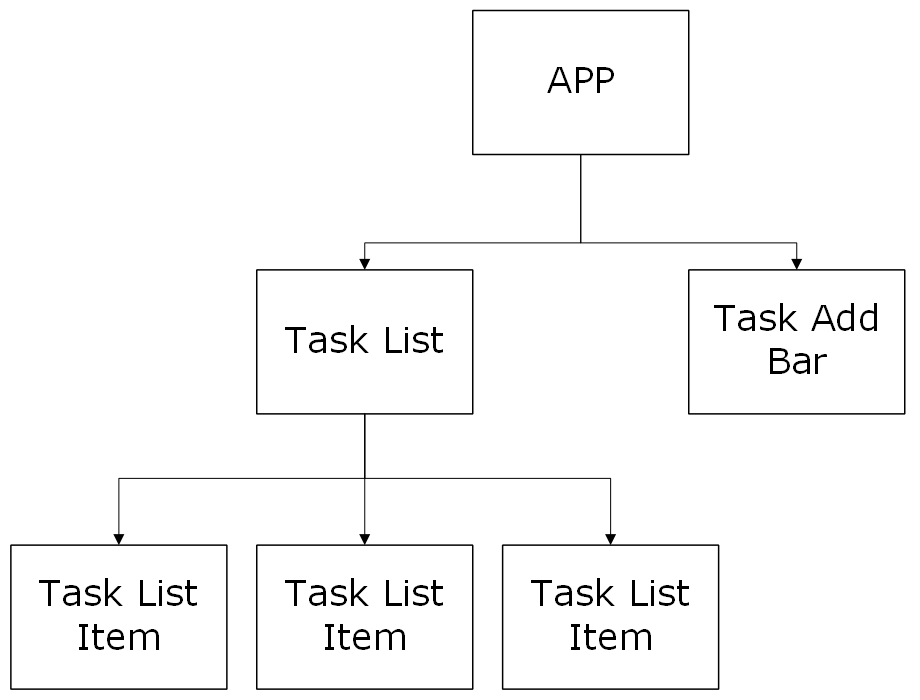 APP
Task List
Task Add
Bar
Task List
Item
Task List
Item
Task List
Item